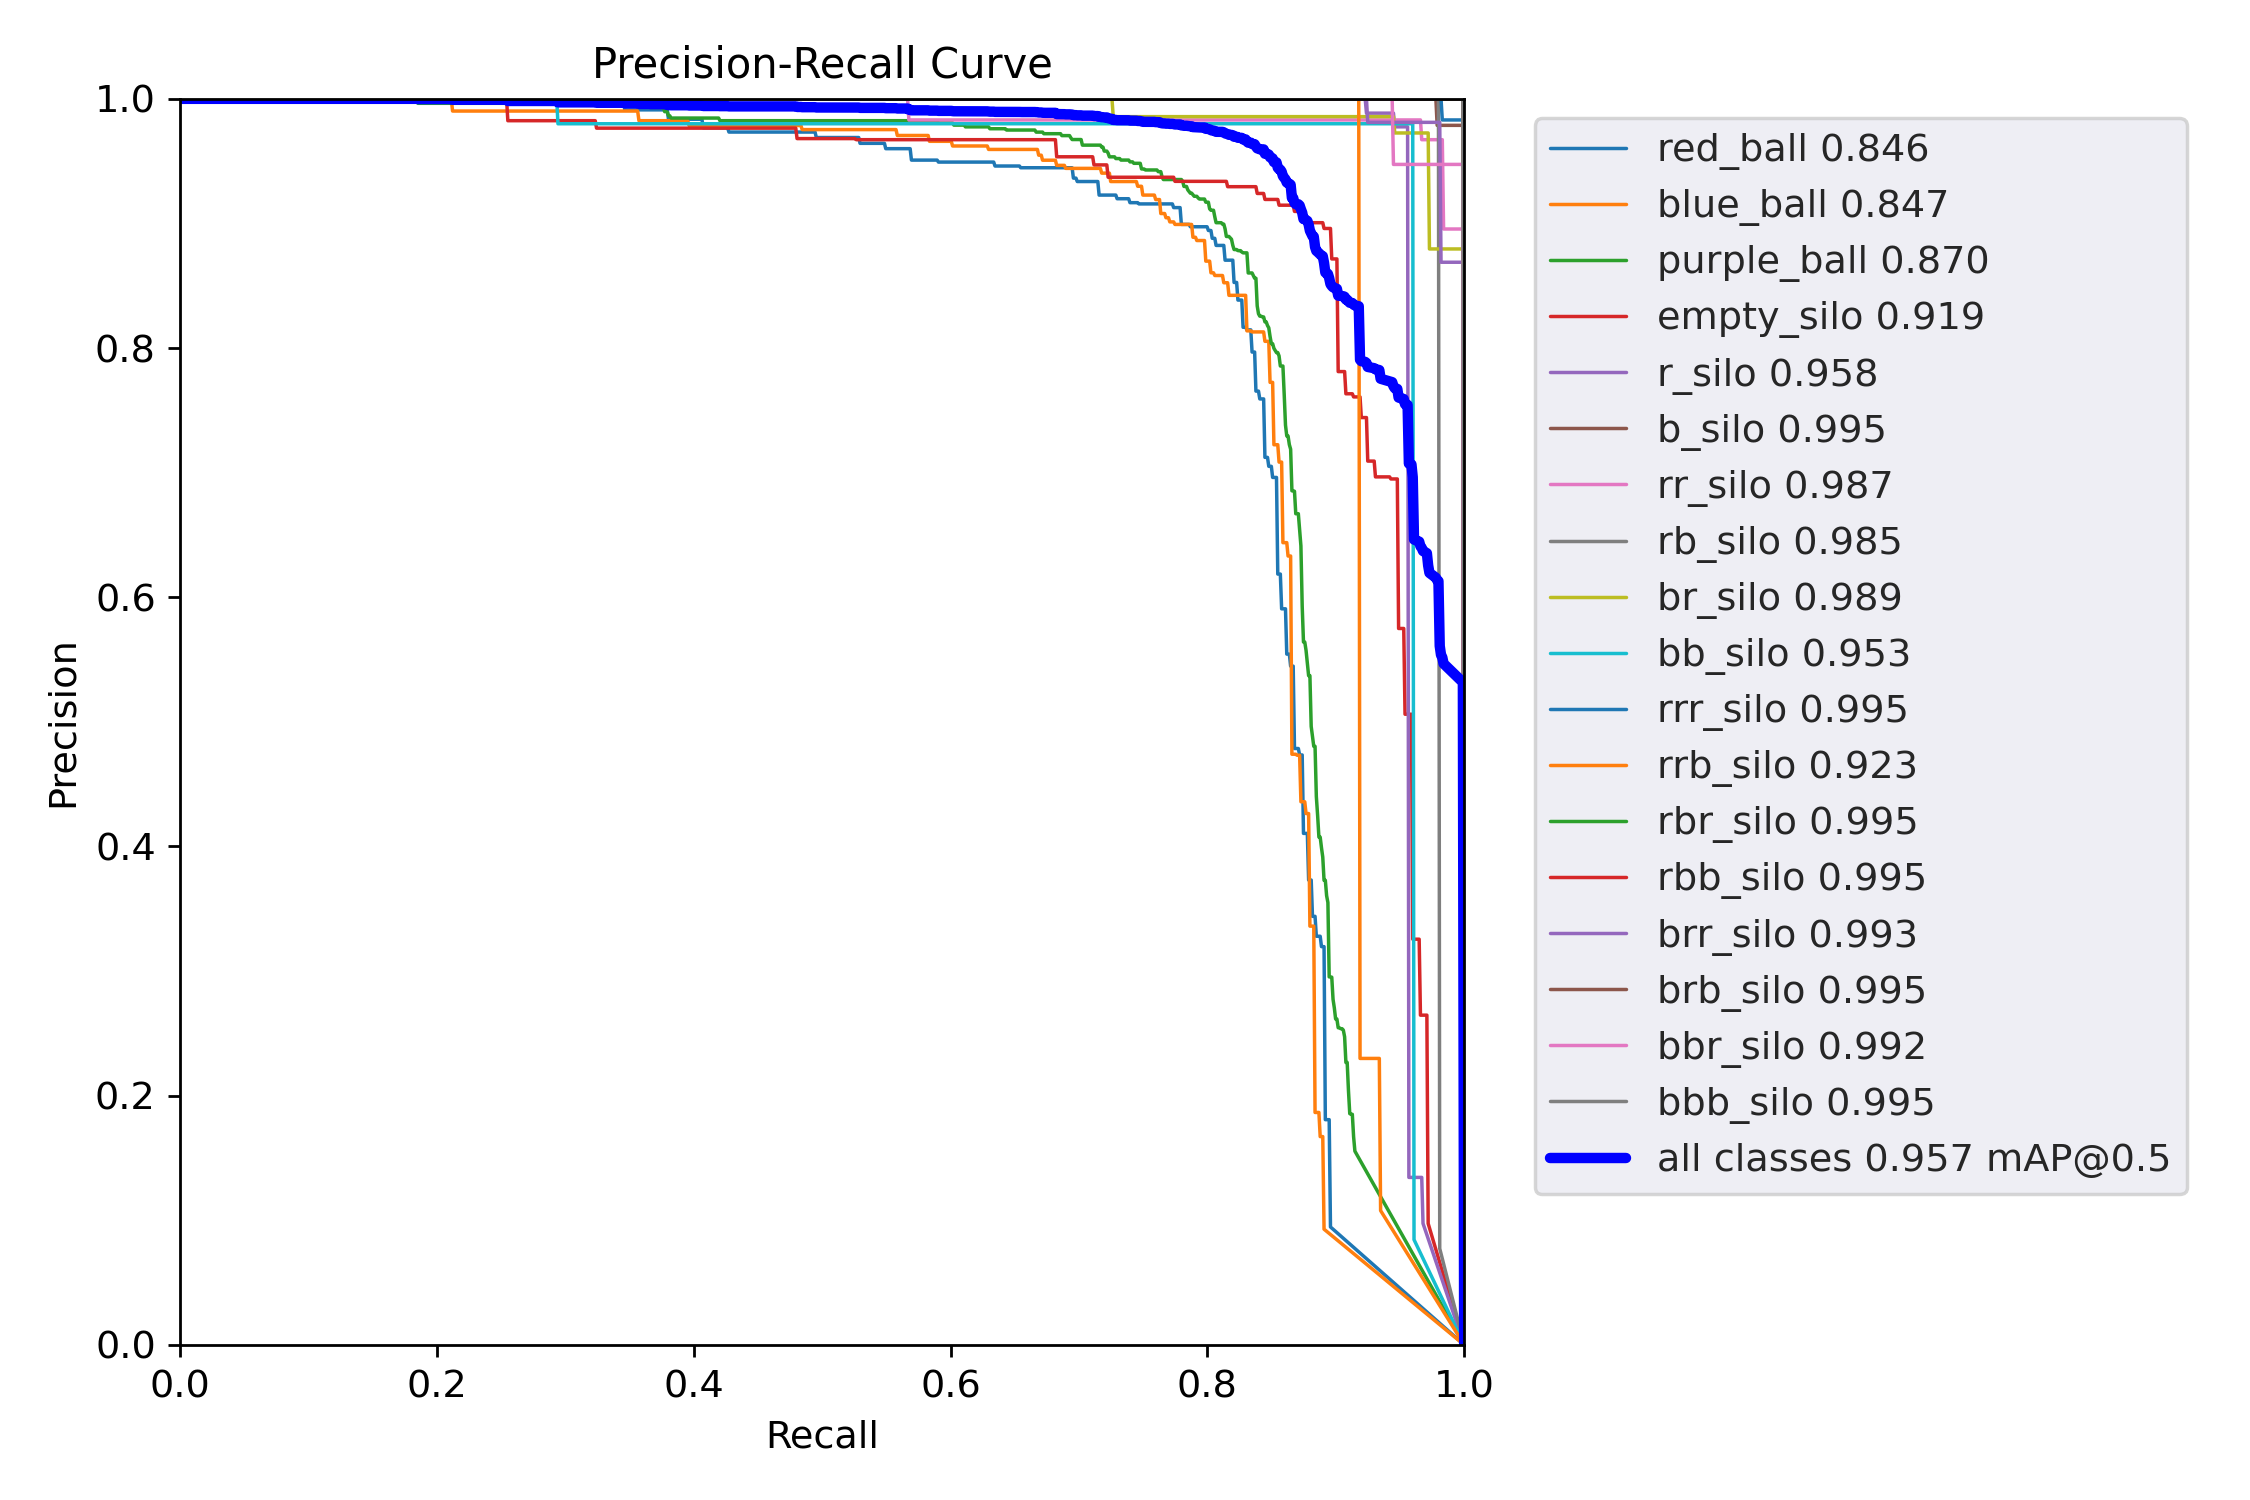 Precision-Recall Curve
1.0
0.8
0.6
0.4
0.2
0.0
Precision
0.0 0.2 0.4 0.6 0.8 1.0
Recall
red_ball 0.846
blue_ball 0.847
purple_ball 0.870
empty_silo 0.919
r_silo 0.958
b_silo 0.995
rr_silo 0.987
rb_silo 0.985
br_silo 0.989
bb_silo 0.953
rrr_silo 0.995
rrb_silo 0.923
rbr_silo 0.995
rbb_silo 0.995
brr_silo 0.993
brb_silo 0.995
bbr_silo 0.992
bbb_silo 0.995
all classes 0.957 mAP@0.5